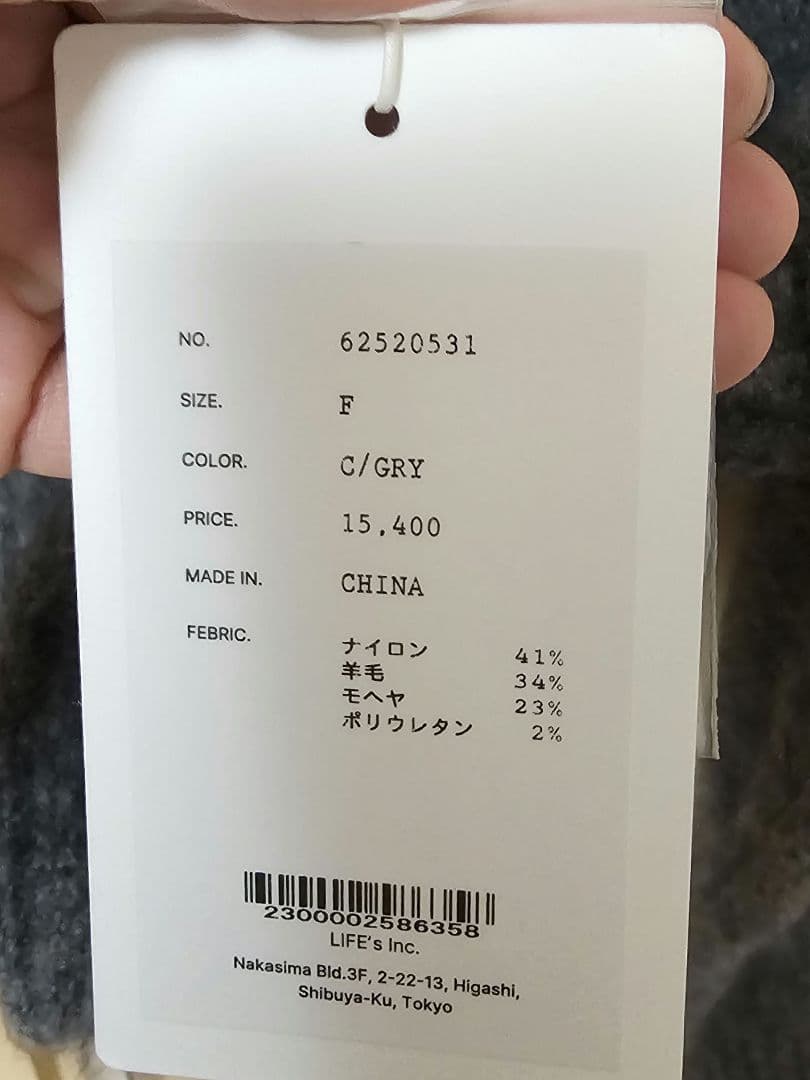 NO. 62520531
SIZE. F
COLOR. C/GRY
PRICE. 15,400
MADE IN. CHINA
FEBRIC. ナイロン 41%
羊毛 34%
モヘヤ 23%
ポリウレタン 2%
2300002586358
LIFE's Inc.
Nakasima Bld.3F, 2-22-13, Higashi,
Shibuya-Ku, Tokyo